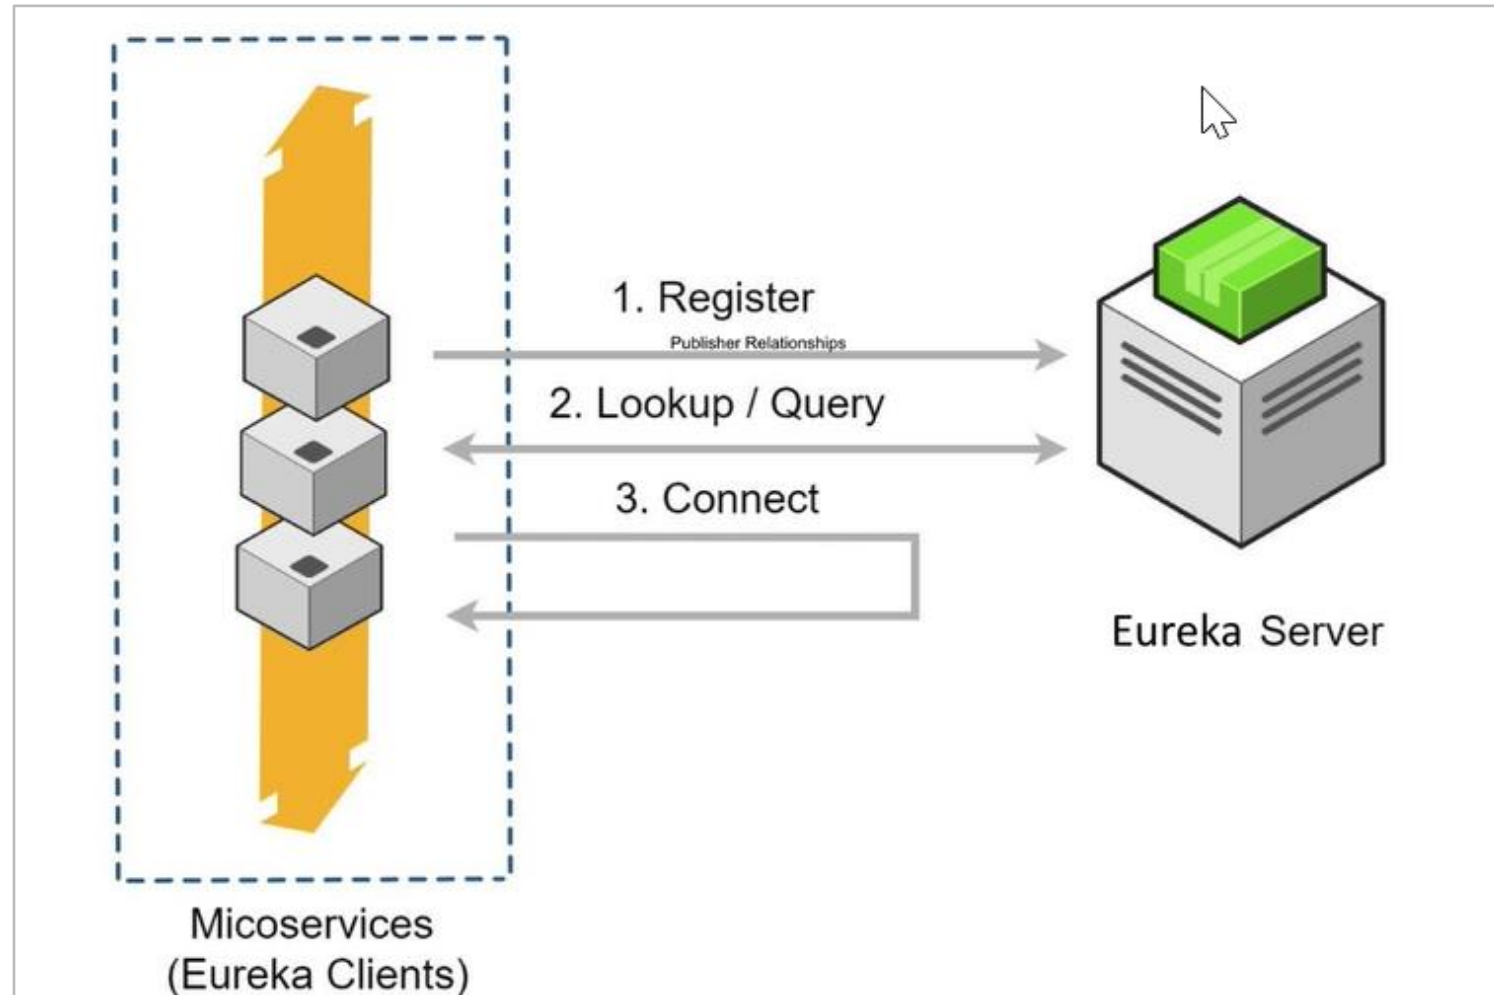 1. Register
Publisher Relationships
2. Lookup / Query
3. Connect
Eureka Server
Micoservices
(Eureka Clients)